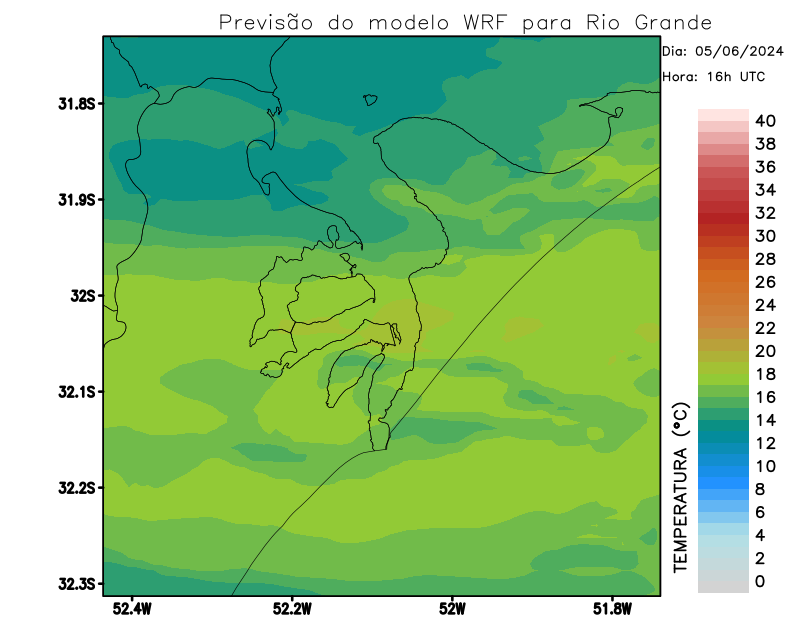 Previsão do modelo WRF para Rio Grande
Dia: 05/06/2024
Hora: 16h UTC
31.8S
31.9S
32S
32.1S
32.2S
32.3S
52.4W
52.2W
52W
51.8W
TEMPERATURA (°C)
40
38
36
34
32
30
28
26
24
22
20
18
16
14
12
10
8
6
4
2
0